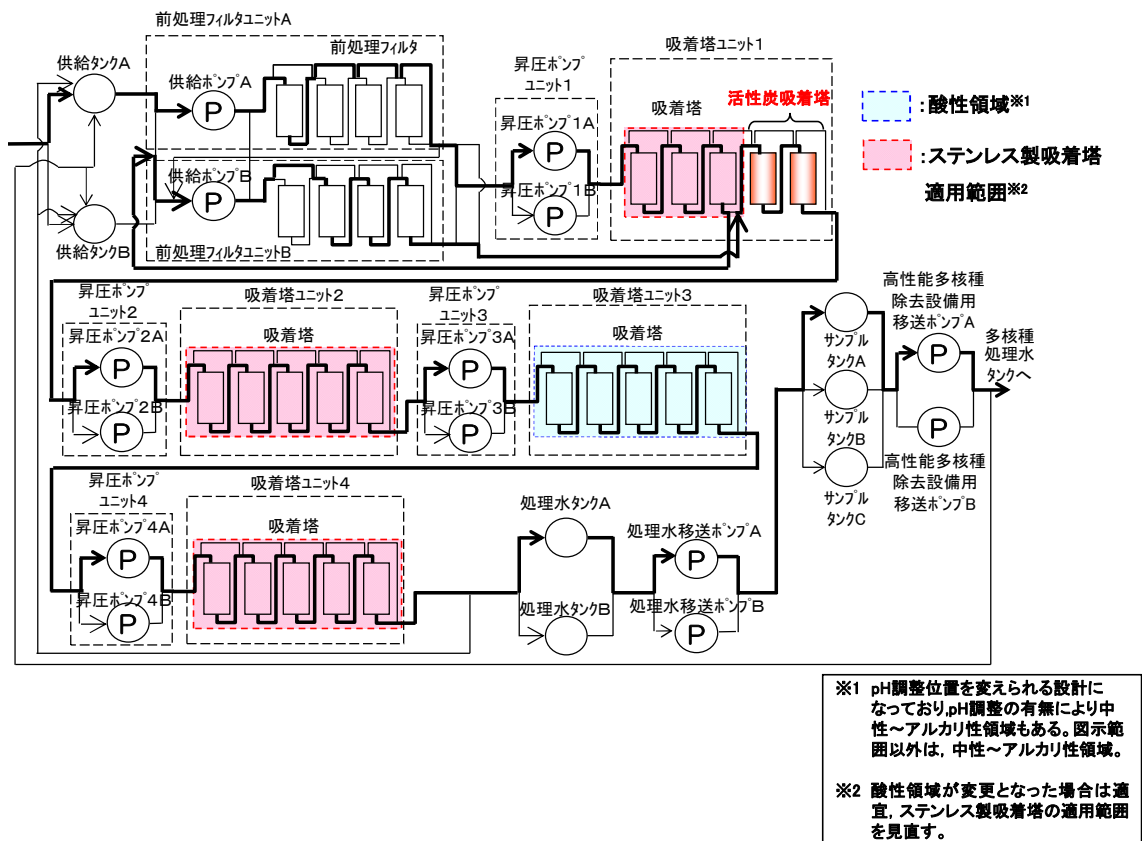 前処理フィルタユニットA
前処理フィルタ
供給タンクA
供給ポンプA
P
供給ポンプB
P
供給タンクB
前処理フィルタユニットB
昇圧ポンプ
ユニット1
昇圧ポンプ1A
P
昇圧ポンプ1B
P
吸着塔ユニット1
吸着塔
活性炭吸着塔
:酸性領域※1
:ステンレス製吸着塔
適用範囲※2
昇圧ポンプ
ユニット2
昇圧ポンプ2A
P
昇圧ポンプ2B
P
吸着塔ユニット2
吸着塔
昇圧ポンプ
ユニット3
昇圧ポンプ3A
P
昇圧ポンプ3B
P
吸着塔ユニット3
吸着塔
サンプル
タンクA
サンプル
タンクB
サンプル
タンクC
高性能多核種
除去設備用
移送ポンプA
P
P
高性能多核種
除去設備用
移送ポンプB
多核種
処理水
タンクへ
昇圧ポンプ
ユニット4
昇圧ポンプ4A
P
昇圧ポンプ4B
P
吸着塔ユニット4
吸着塔
処理水タンクA
処理水タンクB
処理水移送ポンプA
P
処理水移送ポンプB
P
※1 pH調整位置を変えられる設計に
なっており,pH調整の有無により中
性~アルカリ性領域もある。図示範
囲以外は,中性~アルカリ性領域。
※2 酸性領域が変更となった場合は適
宜,ステンレス製吸着塔の適用範囲
を見直す。